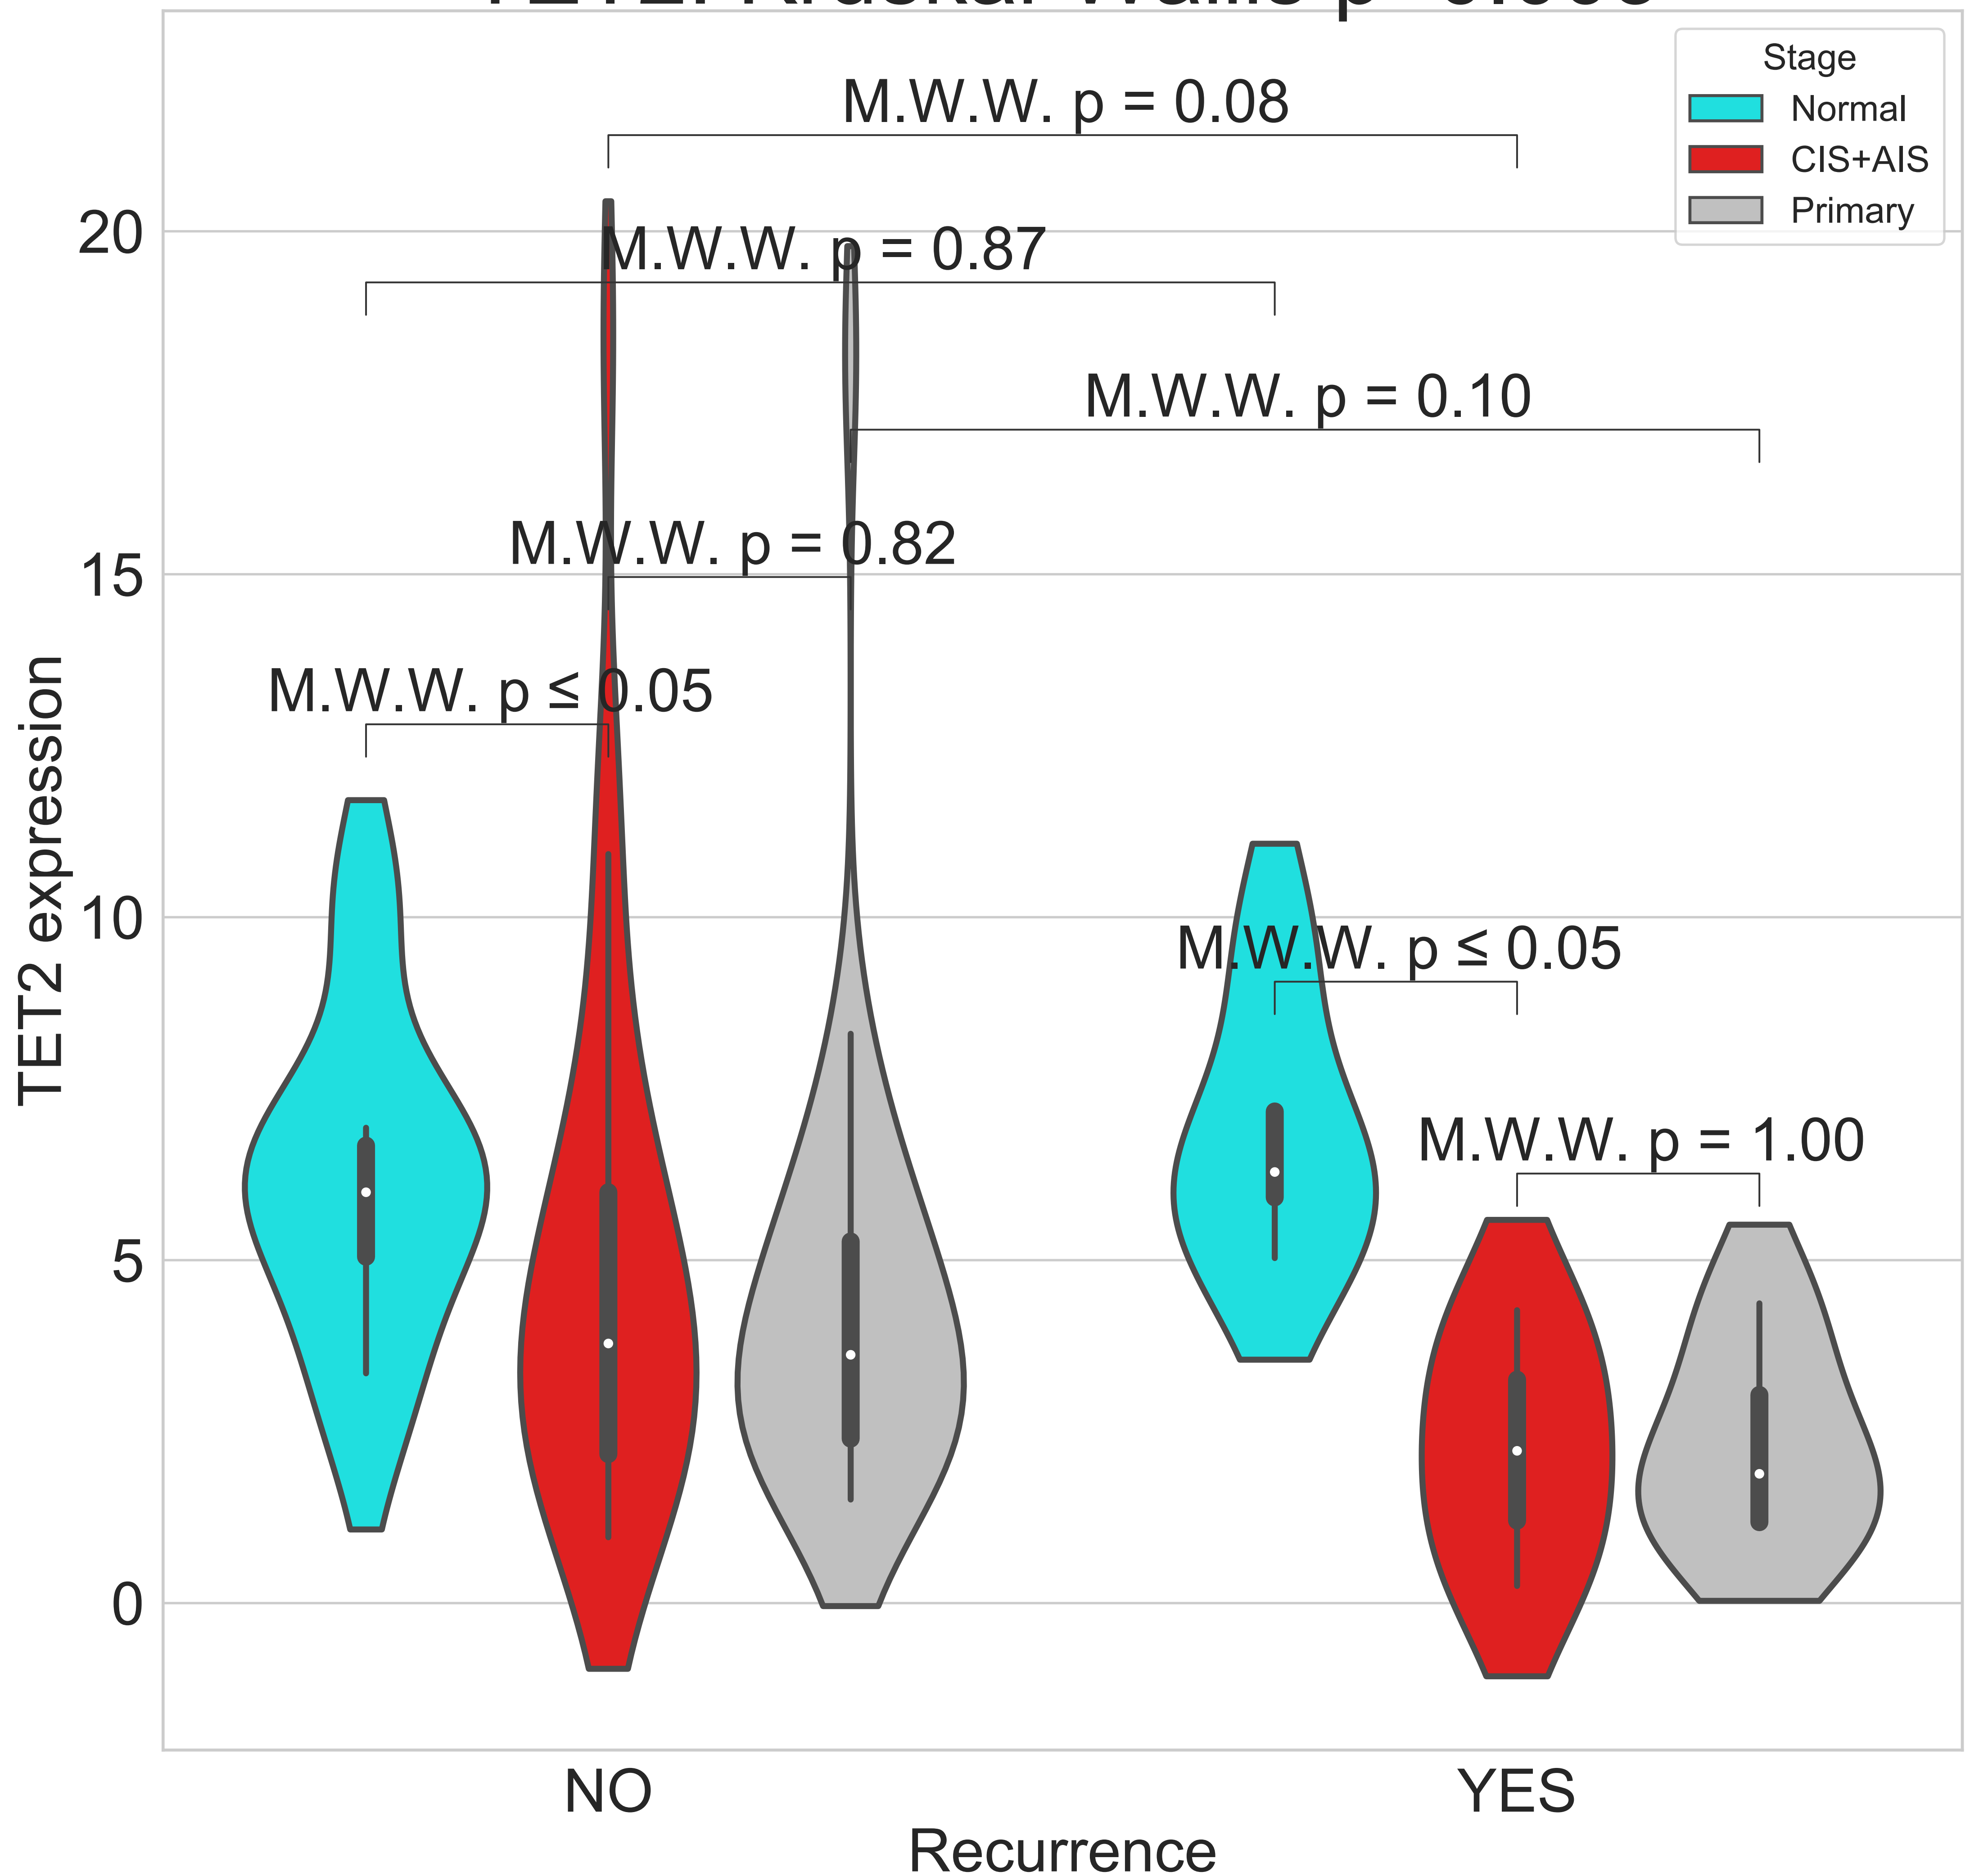 Stage
Normal
CIS+AIS
Primary
M.W.W. p = 0.08
M.W.W. p = 0.87
M.W.W. p = 0.10
M.W.W. p = 0.82
M.W.W. p ≤ 0.05
M.W.W. p ≤ 0.05
M.W.W. p = 1.00
20
15
10
5
0
TET2 expression
NO
YES
Recurrence